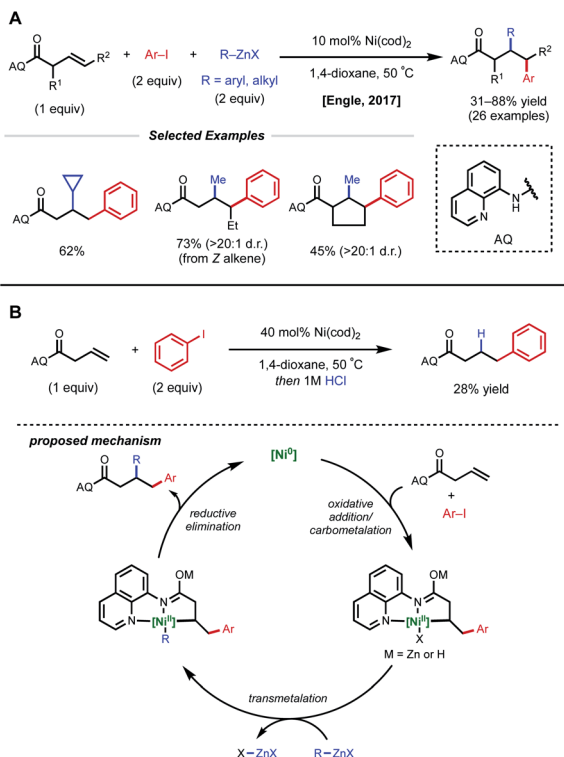 A
O
R²
AQ
R¹
(1 equiv)
+
Ar–I
(2 equiv)
+
R–ZnX
R = aryl, alkyl
(2 equiv)
10 mol% Ni(cod)₂
1,4-dioxane, 50 °C
[Engle, 2017]
O
R
R²
AQ
R¹
Ar
31–88% yield
(26 examples)
Selected Examples
O
AQ
62%
O
Me
AQ
Et
73% (>20:1 d.r.)
(from Z alkene)
O
Me
AQ
45% (>20:1 d.r.)
N
N
H
AQ
B
O
AQ
(1 equiv)
+
I
(2 equiv)
40 mol% Ni(cod)₂
1,4-dioxane, 50 °C
then 1M HCl
O
H
AQ
28% yield
proposed mechanism
O
R
AQ
Ar
[Ni⁰]
O
AQ
+
Ar–I
oxidative
addition/
carbometalation
reductive
elimination
OM
N
N
[Niᴵᴵ]
R
Ar
OM
N
N
[Niᴵᴵ]
X
Ar
M = Zn or H
transmetalation
X–ZnX
R–ZnX